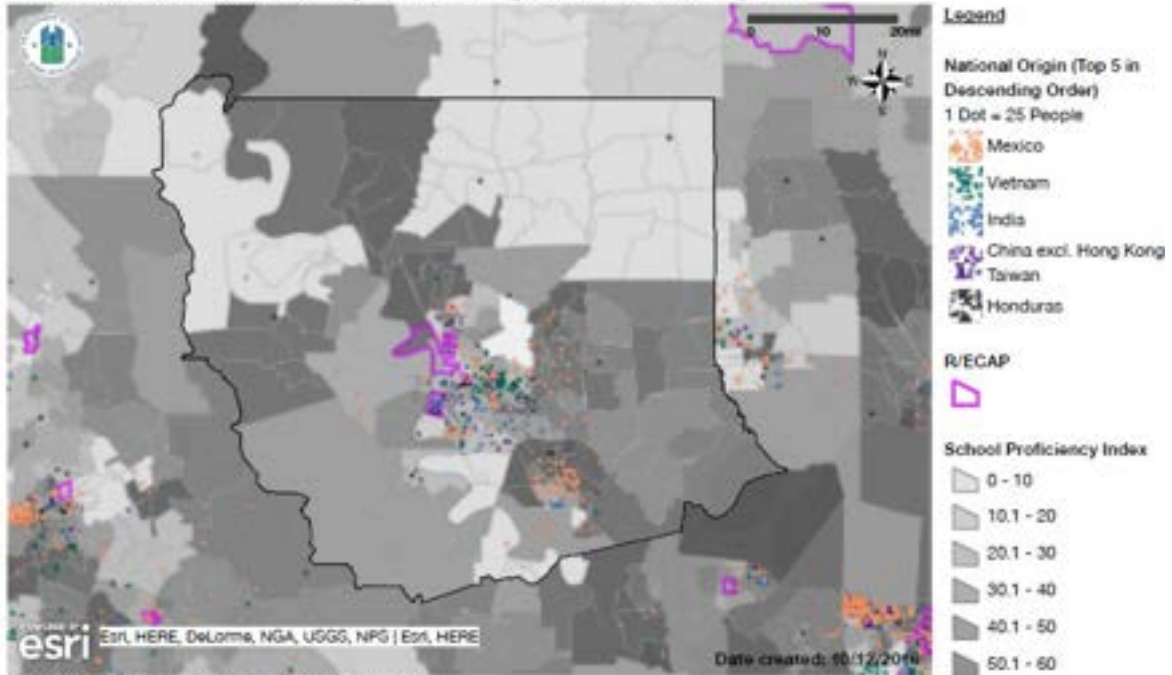 Legend
0 10 20mi
N
W E
S
National Origin (Top 5 in
Descending Order)
1 Dot = 25 People
Mexico
Vietnam
India
China excl. Hong Kong
Taiwan
Honduras
R/ECAP
School Proficiency Index
0 - 10
10.1 - 20
20.1 - 30
30.1 - 40
40.1 - 50
50.1 - 60
esri
Esri, HERE, DeLorme, NGA, USGS, NPS | Esri, HERE
Date created: 10/12/2016